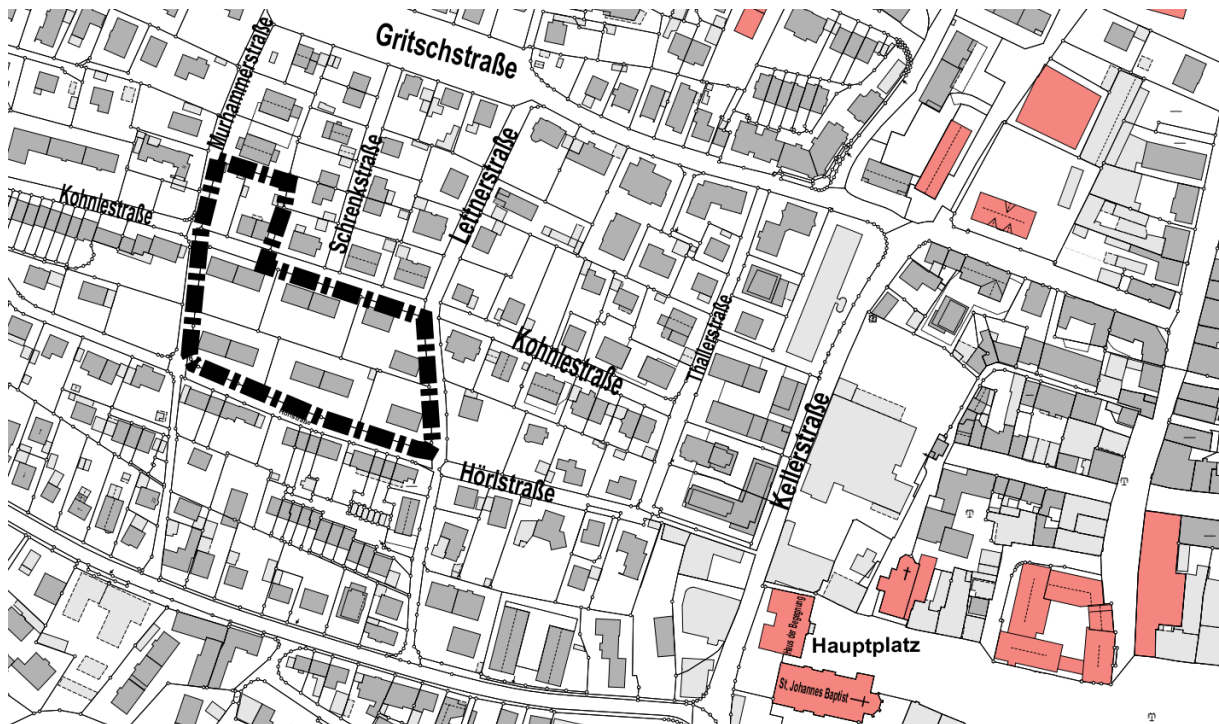 Gritschstraße
Murhammerstraße
Schrenkstraße
Lettnerstraße
Kohnlestraße
Kohnlestraße
Thallerstraße
Kellerstraße
Hörlstraße
Haus der Begegnung
Hauptplatz
St. Johannes Baptist